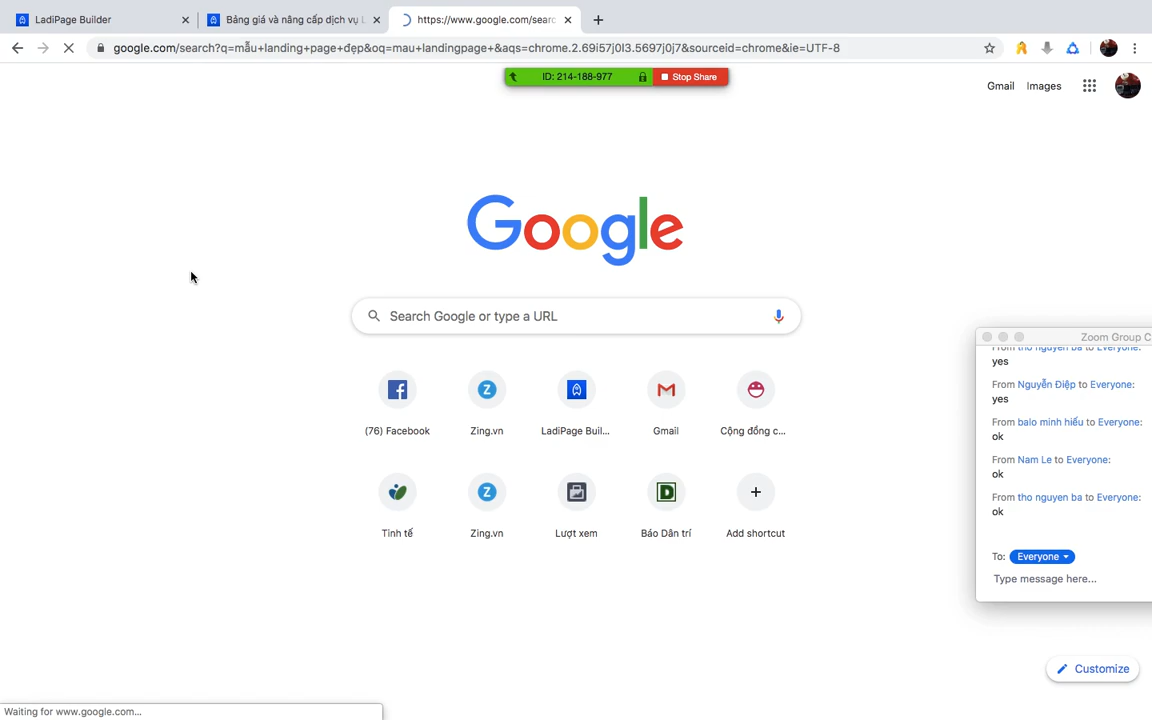 LadiPage Builder
Bảng giá và nâng cấp dịch vụ L
https://www.google.com/searc
google.com/search?q=mẫu+landing+page+đẹp&oq=mau+landingpage+&aqs=chrome.2.69i57j0l3.5697j0j7&sourceid=chrome&ie=UTF-8
ID: 214-188-977
Stop Share
Gmail
Images
Google
Search Google or type a URL
(76) Facebook
Zing.vn
LadiPage Buil...
Gmail
Cộng đồng c...
Tinh tế
Zing.vn
Lượt xem
Báo Dân trí
Add shortcut
Zoom Group C
From tho nguyen ba to Everyone:
yes
From Nguyễn Điệp to Everyone:
yes
From balo minh hiếu to Everyone:
ok
From Nam Le to Everyone:
ok
From tho nguyen ba to Everyone:
ok
To: Everyone
Type message here...
Customize
Waiting for www.google.com...